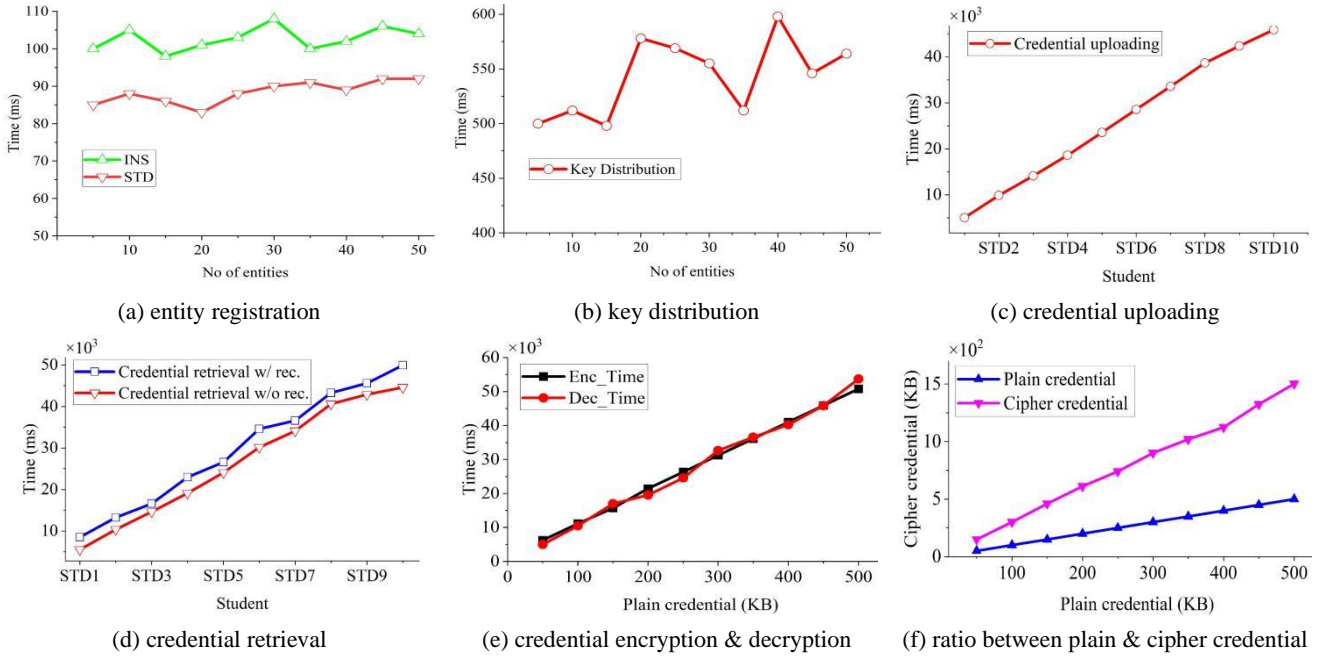 110
100
90
80
70
60
50
Time (ms)
INS
STD
10
20
30
40
50
No of entities
(a) entity registration
600
550
500
450
400
Time (ms)
Key Distribution
10
20
30
40
50
No of entities
(b) key distribution
×10³
40
30
20
10
Time (ms)
Credential uploading
STD2
STD4
STD6
STD8
STD10
Student
(c) credential uploading
×10³
50
40
30
20
10
Time (ms)
Credential retrieval w/ rec.
Credential retrieval w/o rec.
STD1
STD3
STD5
STD7
STD9
Student
(d) credential retrieval
×10³
60
50
40
30
20
10
0
Time (ms)
Enc_Time
Dec_Time
0
100
200
300
400
500
Plain credential (KB)
(e) credential encryption & decryption
×10²
15
10
5
0
Cipher credential (KB)
Plain credential
Cipher credential
100
200
300
400
500
Plain credential (KB)
(f) ratio between plain & cipher credential